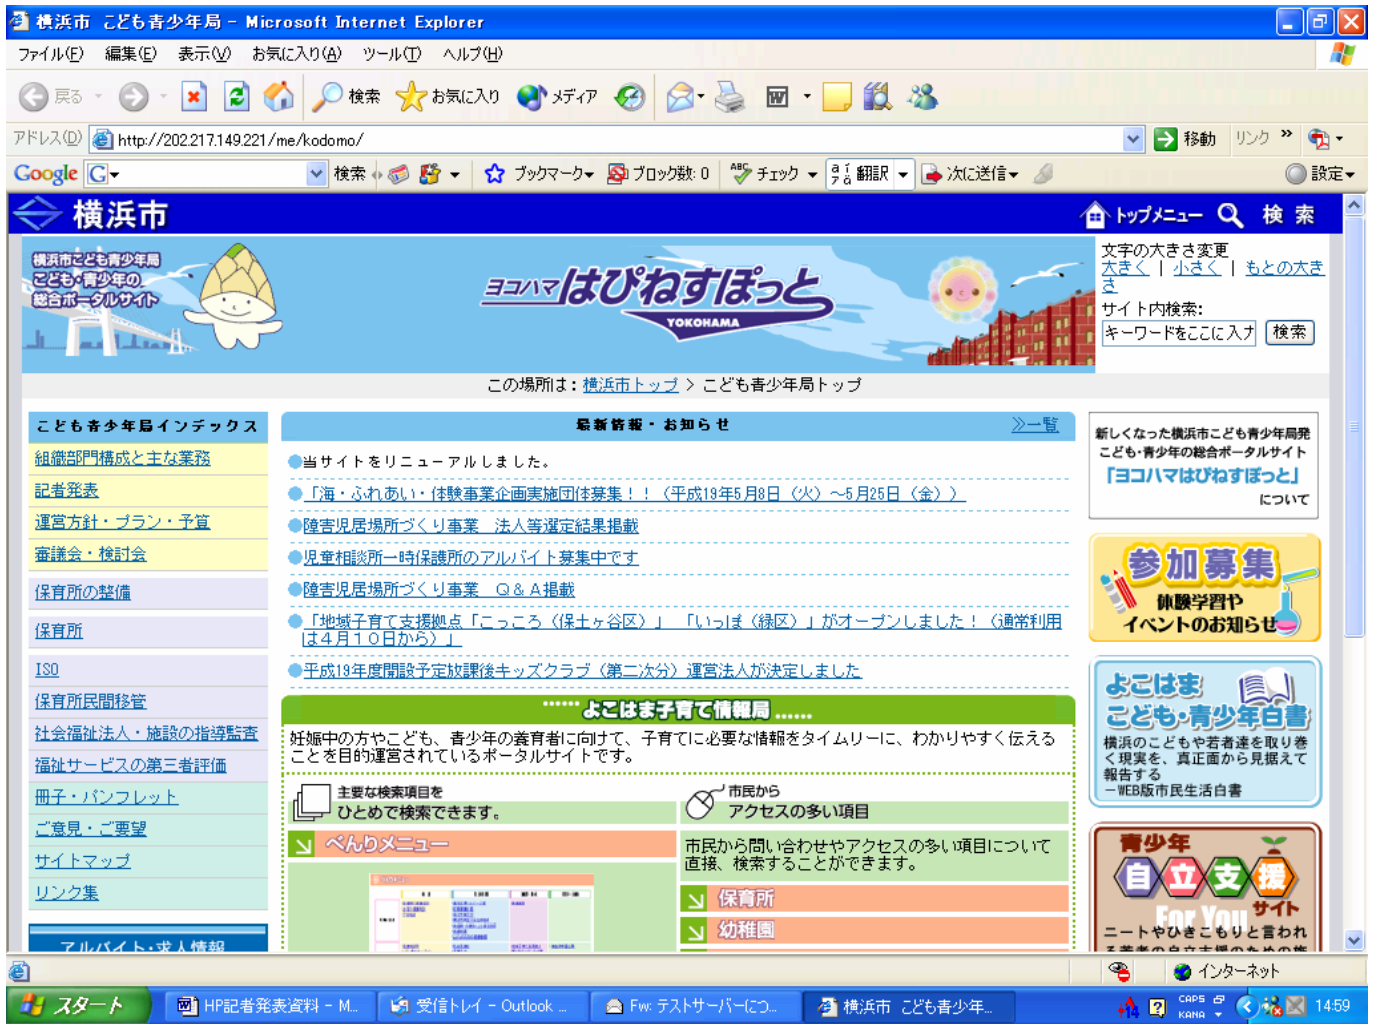 横浜市 こども青少年局 - Microsoft Internet Explorer
ファイル(F) 編集(E) 表示(V) お気に入り(A) ツール(T) ヘルプ(H)
戻る 検索 お気に入り メディア
アドレス(D) http://202.217.149.221/me/kodomo/ 移動 リンク »
Google G 検索 ブックマーク ブロック数: 0 ABC チェック 翻訳 次に送信 設定
横浜市 トップメニュー 検 索
横浜市こども青少年局
こども・青少年の
総合ポータルサイト
ヨコハマはぴねすぽっと
YOKOHAMA
文字の大きさ変更
大きく | 小さく | もとの大き
さ
サイト内検索:
キーワードをここに入力 検索
この場所は：横浜市トップ > こども青少年局トップ
こども青少年局インデックス
組織部門構成と主な業務
記者発表
運営方針・プラン・予算
審議会・検討会
保育所の整備
保育所
ISO
保育所民間移管
社会福祉法人・施設の指導監査
福祉サービスの第三者評価
冊子・パンフレット
ご意見・ご要望
サイトマップ
リンク集
アルバイト・求人情報
最新情報・お知らせ ≫一覧
●当サイトをリニューアルしました。
●「海・ふれあい・体験事業企画実施団体募集！！（平成19年5月8日（火）～5月25日（金））
●障害児居場所づくり事業 法人等選定結果掲載
●児童相談所一時保護所のアルバイト募集中です
●障害児居場所づくり事業 Ｑ＆Ａ掲載
●「地域子育て支援拠点「こっころ（保土ヶ谷区）」「いっぽ（緑区）」がオープンしました！（通常利用
は４月１０日から）」
●平成19年度開設予定放課後キッズクラブ（第二次分）運営法人が決定しました
······よこはま子育て情報局······
妊娠中の方やこども、青少年の養育者に向けて、子育てに必要な情報をタイムリーに、わかりやすく伝える
ことを目的運営されているポータルサイトです。
主要な検索項目を
ひとめで検索できます。
べんりメニュー
市民から
アクセスの多い項目
市民から問い合わせやアクセスの多い項目について
直接、検索することができます。
保育所
幼稚園
新しくなった横浜市こども青少年局発
こども・青少年の総合ポータルサイト
「ヨコハマはぴねすぽっと」
について
参加募集
体験学習や
イベントのお知らせ
よこはま
こども・青少年白書
横浜のこどもや若者達を取り巻
く現実を、真正面から見据えて
報告する
－WEB版市民生活白書
青少年
自立支援
For You サイト
ニートやひきこもりと言われ
る若者の自立支援のための施
インターネット
スタート HP記者発表資料 - M... 受信トレイ - Outlook ... Fw: テストサーバーにつ... 横浜市 こども青少年... CAPS KANA 14:59